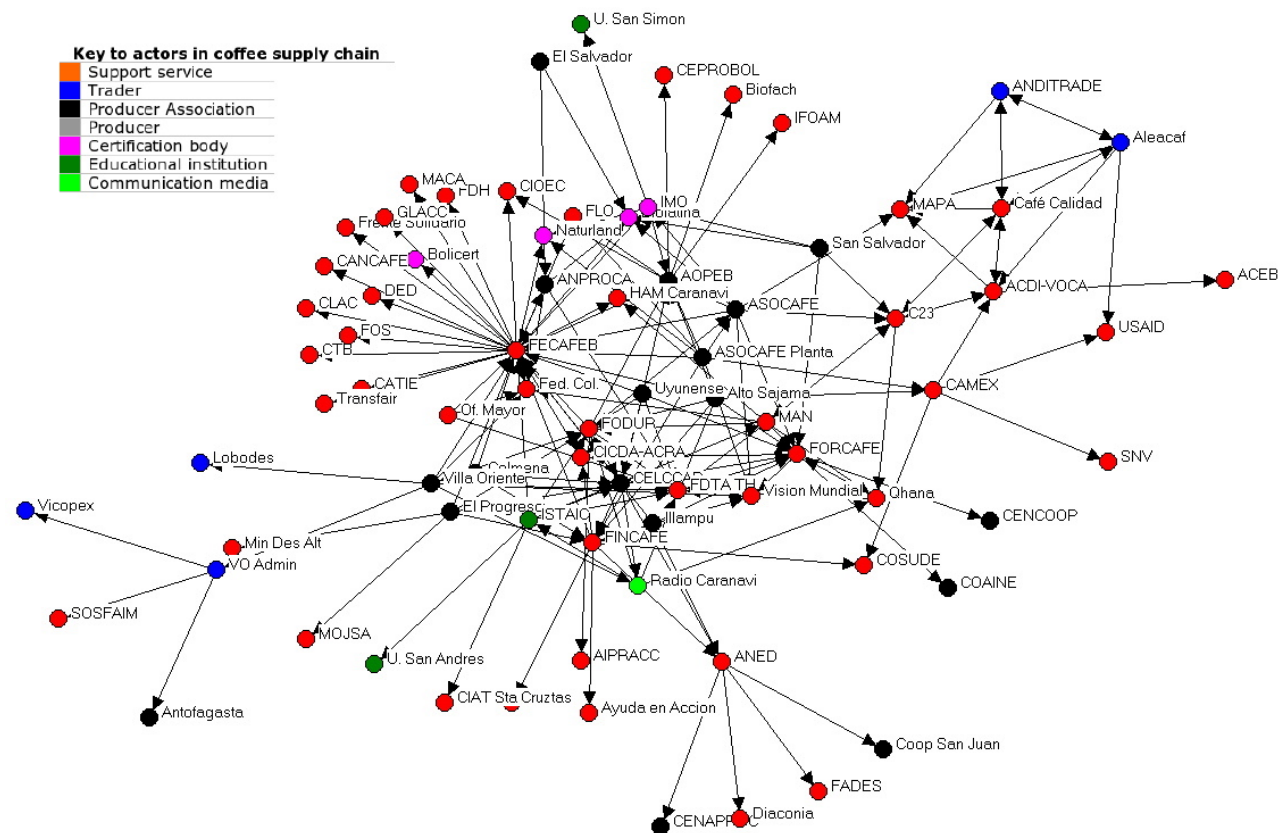 Key to actors in coffee supply chain
Support service
Trader
Producer Association
Producer
Certification body
Educational institution
Communication media
U. San Simon
El Salvador
CEPROBOL
Biofach
IFOAM
ANDITRADE
Aleacaf
MACA
FDH
CIOEC
GLACC
FLO
IMO
MAPA
Café Calidad
Naturland
San Salvador
Bolicert
CANCAFE
ANPROCA
AOPEB
ACEB
DED
HAM Caranavi
ACDI-VOCA
CLAC
ASOCAFE
C23
USAID
FOS
CTB
FECAFEB
ASOCAFE Planta
CATIE
Fed. Col.
Uyunense
Alto Sajama
CAMEX
Transfair
Of. Mayor
FODUR
MAN
Lobodes
CICDA-ACRA
FORCAFE
SNV
Colmena
Villa Oriente
FDTA TH
Vision Mundial
Qhana
Vicopex
ISTAIC
Illampu
CENCOOP
Min Des Alt
FINCAFE
VO Admin
COSUDE
Radio Caranavi
COAINE
SOSFAIM
MOJSA
U. San Andres
AIPRACC
ANED
CIAT Sta Cruz
Ayuda en Accion
Antofagasta
Coop San Juan
FADES
Diaconia